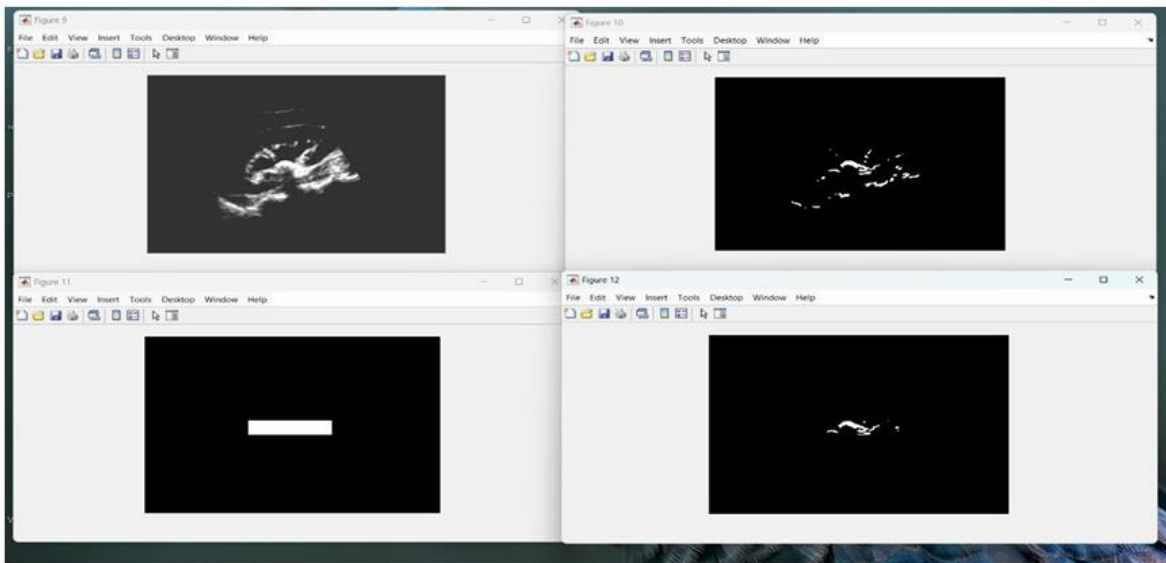 Figure 9
File Edit View Insert Tools Desktop Window Help
Figure 10
File Edit View Insert Tools Desktop Window Help
Figure 11
File Edit View Insert Tools Desktop Window Help
Figure 12
File Edit View Insert Tools Desktop Window Help